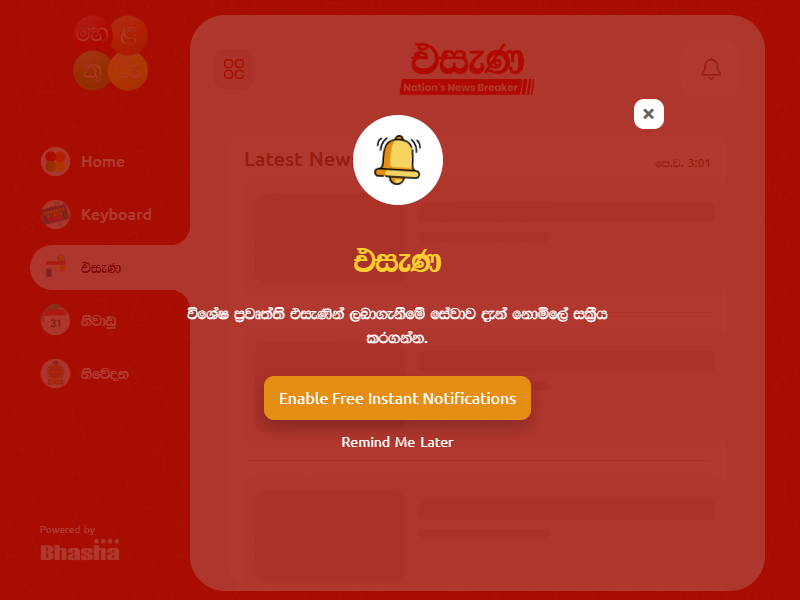 හෙළ
කුරු
Home
Keyboard
එසැණ
නිවාඩු
31
නිවේදන
Powered by
Bhasha
එසැණ
Nation's News Breaker
Latest New
පෙ.ව. 3:01
එසැණ
විශේෂ ප්‍රවෘත්ති එසැණින් ලබාගැනීමේ සේවාව දැන් නොමිලේ සක්‍රීය
කරගන්න.
Enable Free Instant Notifications
Remind Me Later